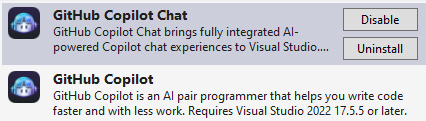 GitHub Copilot Chat
Disable
GitHub Copilot Chat brings fully integrated AI-
powered Copilot chat experiences to Visual Studio....
Uninstall
GitHub Copilot
GitHub Copilot is an AI pair programmer that helps you write code
faster and with less work. Requires Visual Studio 2022 17.5.5 or later.